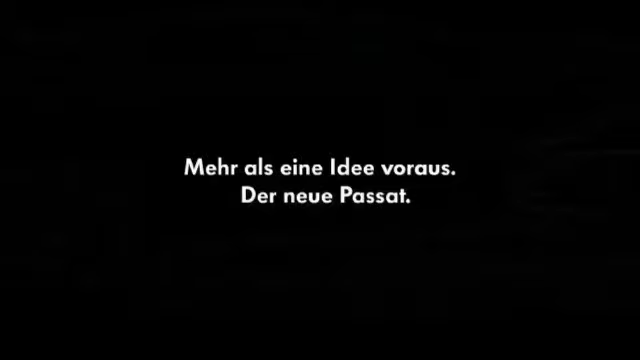 Mehr als eine Idee voraus.
Der neue Passat.